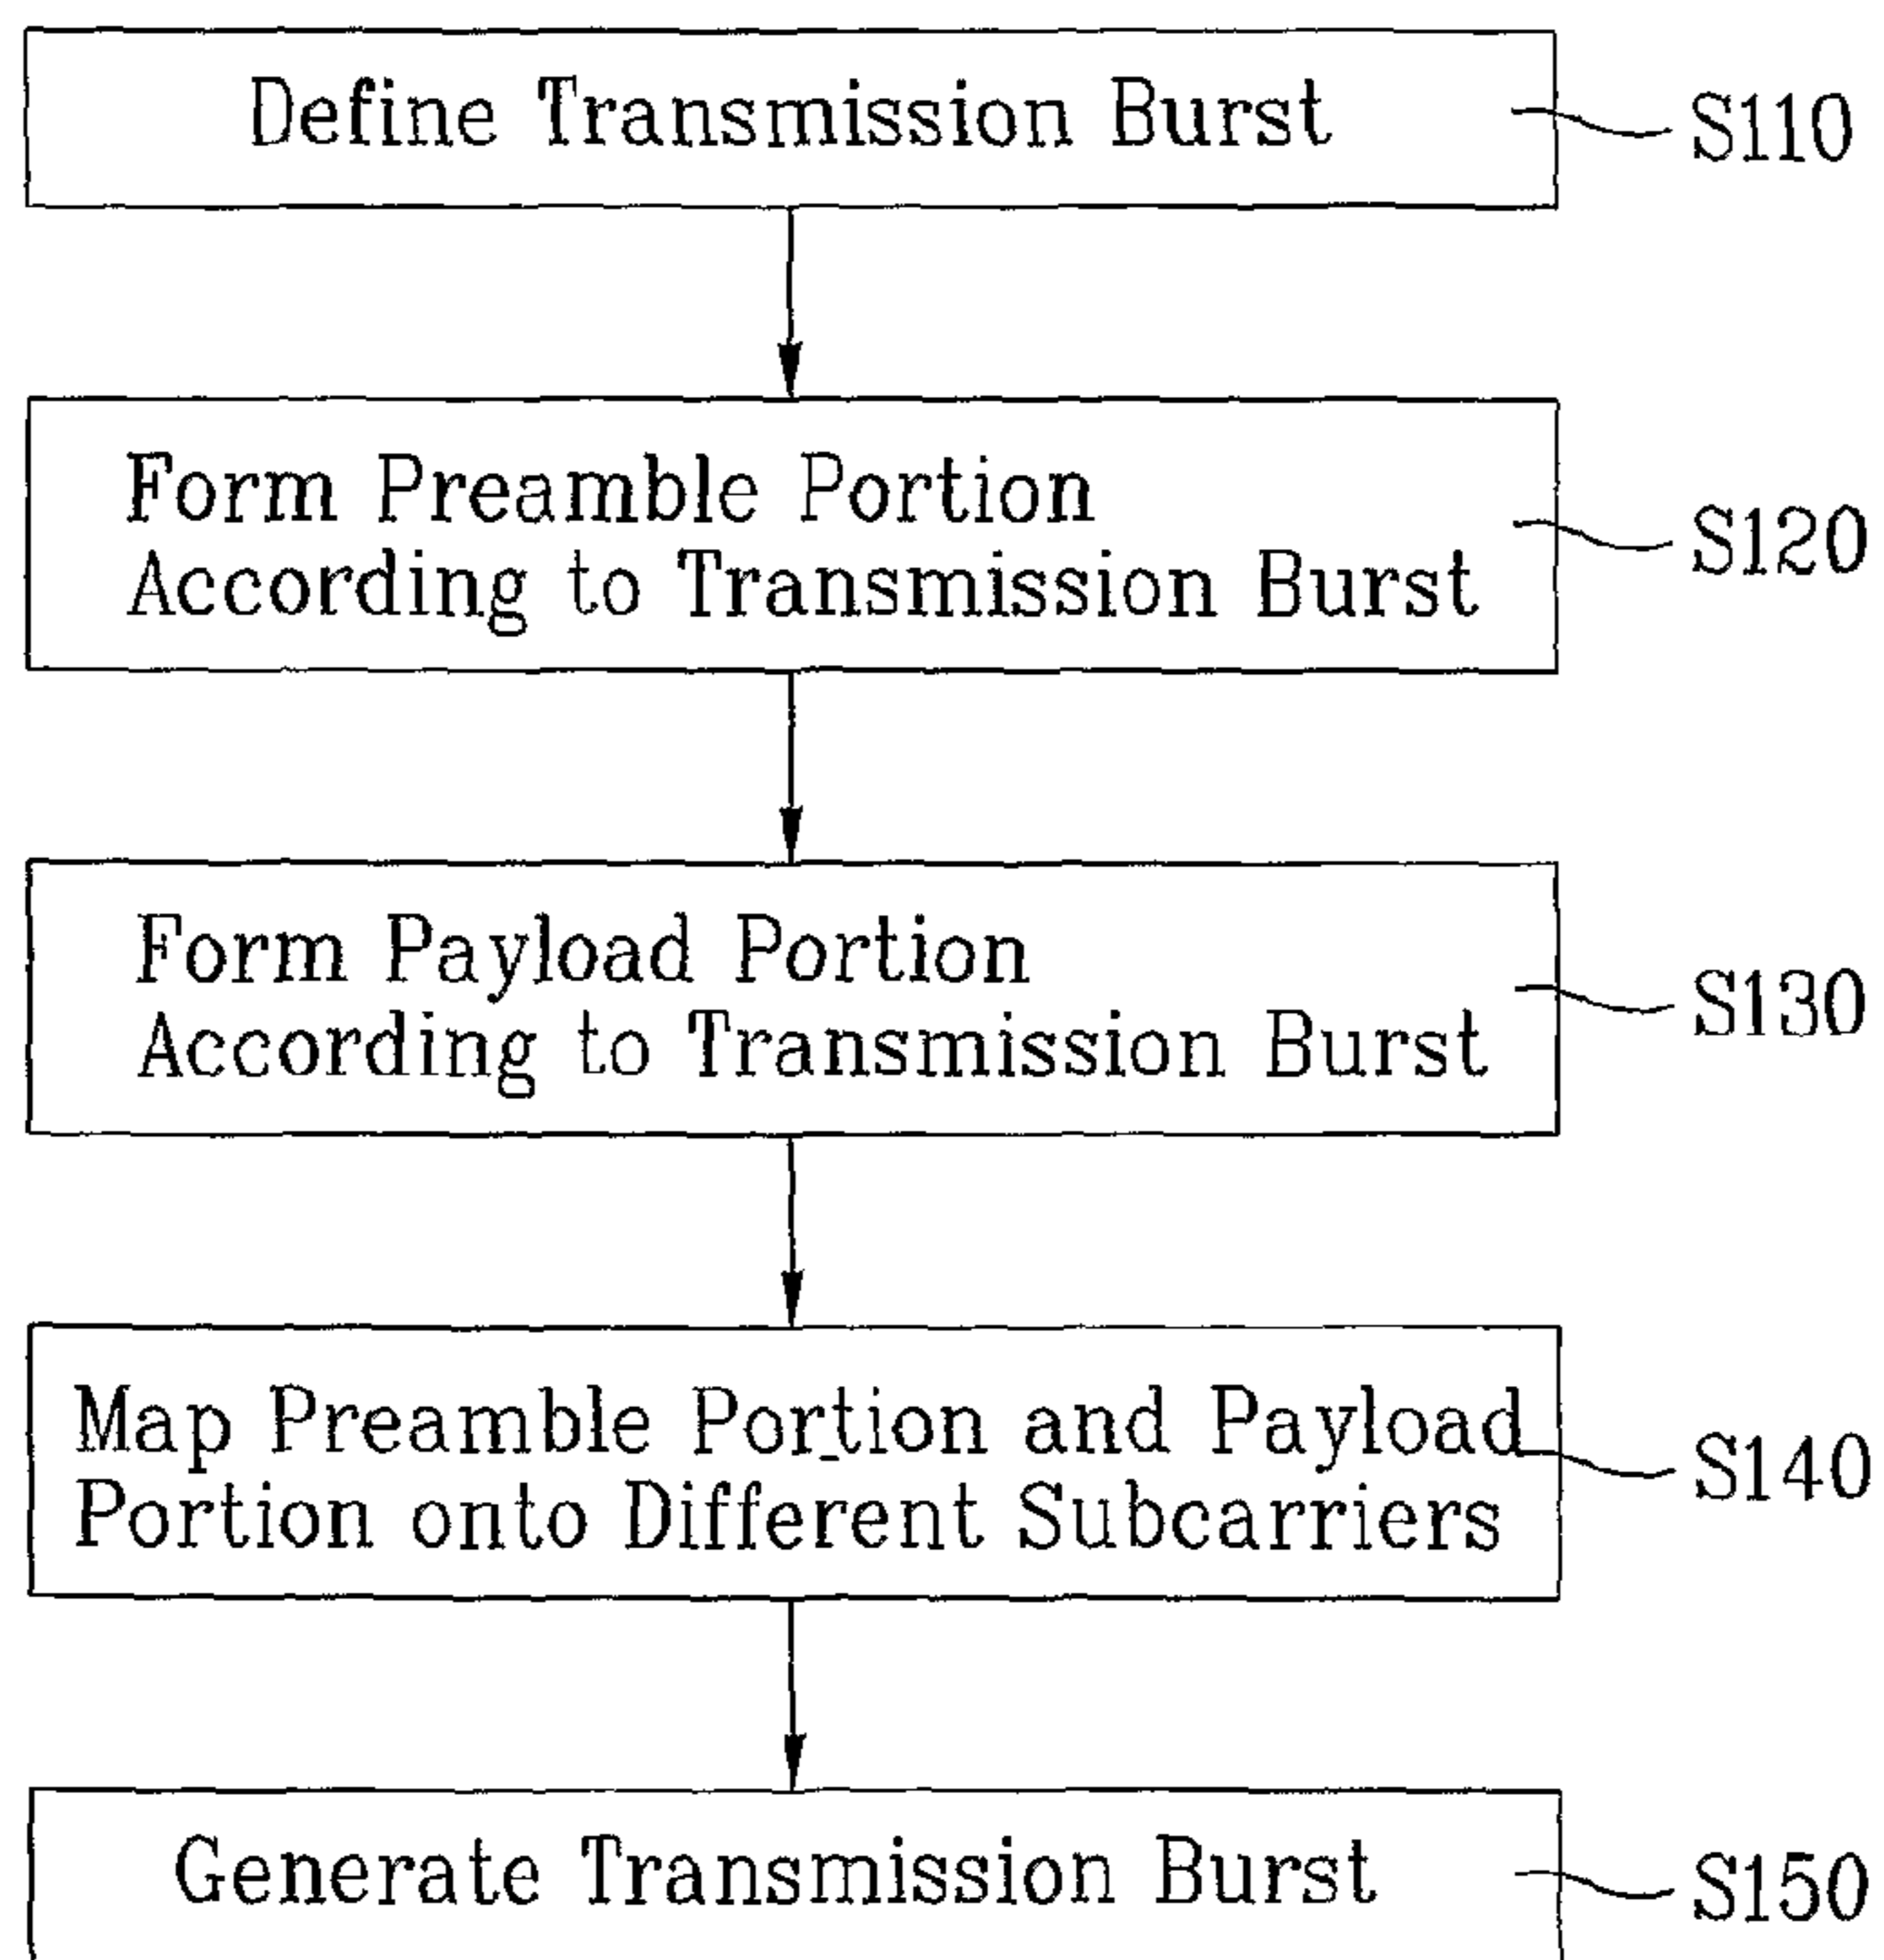 Define Transmission Burst
S110
Form Preamble Portion
According to Transmission Burst
S120
Form Payload Portion
According to Transmission Burst
S130
Map Preamble Portion and Payload
Portion onto Different Subcarriers
S140
Generate Transmission Burst
S150